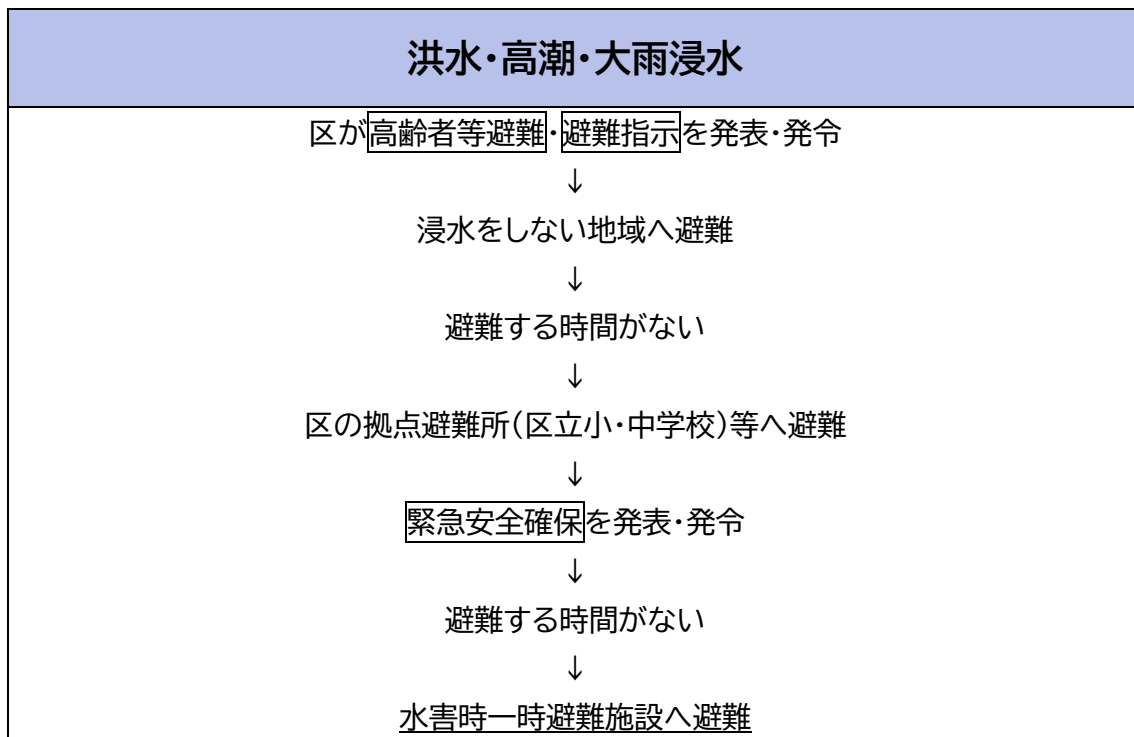 洪水・高潮・大雨浸水
区が高齢者等避難・避難指示を発表・発令
↓
浸水をしない地域へ避難
↓
避難する時間がない
↓
区の拠点避難所(区立小・中学校)等へ避難
↓
緊急安全確保を発表・発令
↓
避難する時間がない
↓
水害時一時避難施設へ避難